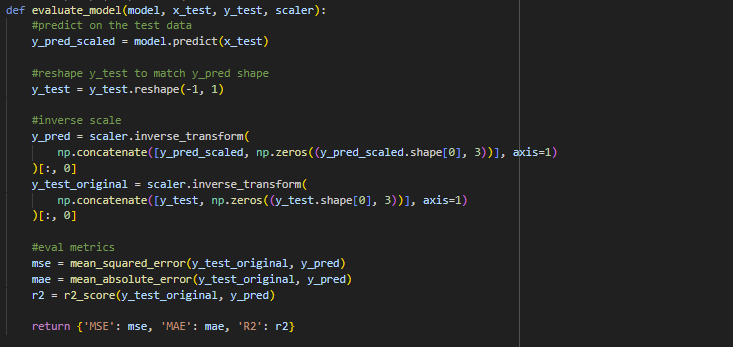 def evaluate_model(model, x_test, y_test, scaler):
    #predict on the test data
    y_pred_scaled = model.predict(x_test)

    #reshape y_test to match y_pred shape
    y_test = y_test.reshape(-1, 1)

    #inverse scale
    y_pred = scaler.inverse_transform(
        np.concatenate([y_pred_scaled, np.zeros((y_pred_scaled.shape[0], 3))], axis=1)
    )[:, 0]
    y_test_original = scaler.inverse_transform(
        np.concatenate([y_test, np.zeros((y_test.shape[0], 3))], axis=1)
    )[:, 0]

    #eval metrics
    mse = mean_squared_error(y_test_original, y_pred)
    mae = mean_absolute_error(y_test_original, y_pred)
    r2 = r2_score(y_test_original, y_pred)

    return {'MSE': mse, 'MAE': mae, 'R2': r2}